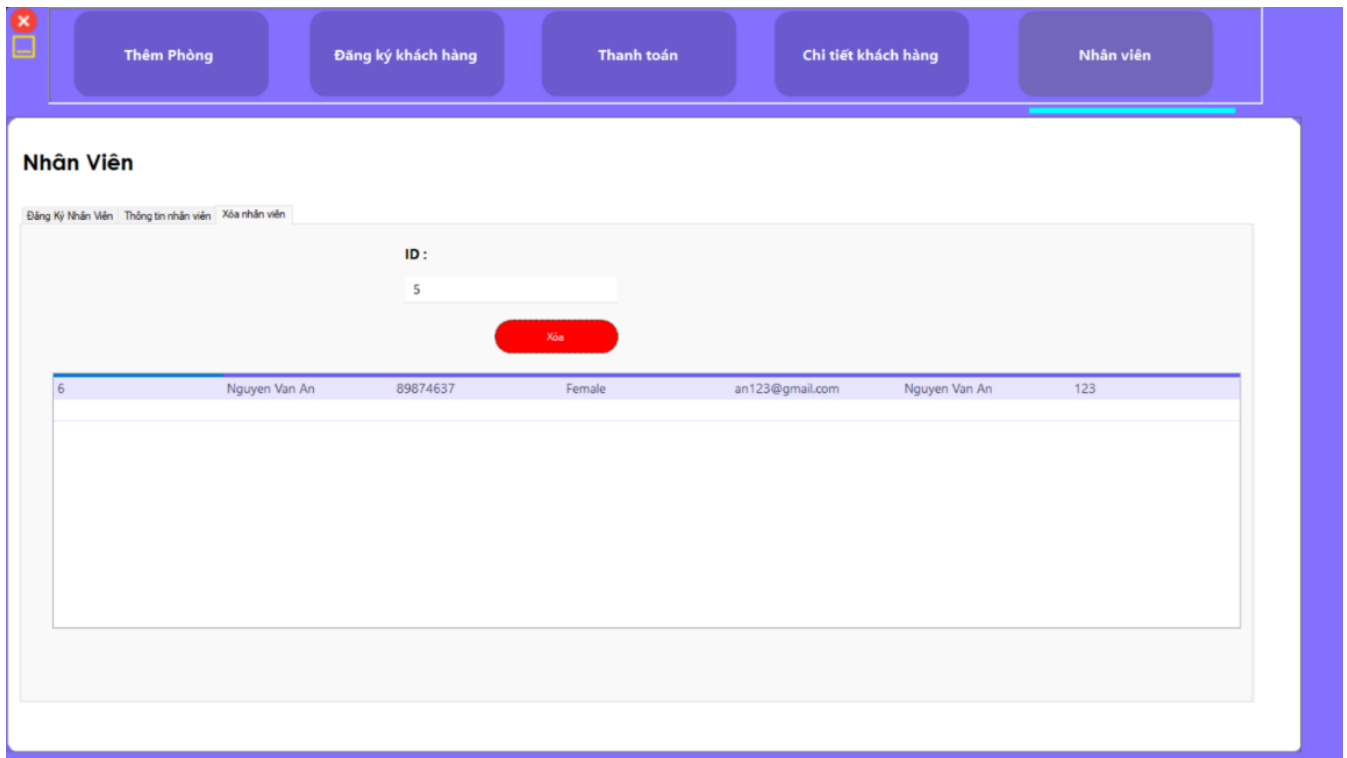 Thêm Phòng Đăng ký khách hàng Thanh toán Chi tiết khách hàng Nhân viên
Nhân Viên
Đăng Ký Nhân Viên Thông tin nhân viên Xóa nhân viên
ID :
5
Xóa
6 Nguyen Van An 89874637 Female an123@gmail.com Nguyen Van An 123